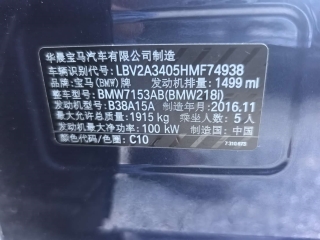 华晨宝马汽车有限公司制造
车辆识别代号:LBV2A3405HMF74938
品牌:宝马(BMW)牌 发动机排量:1499 ml
整车型号:BMW7153AB(BMW218i)
发动机型号:B38A15A 制造年月:2016.11
最大允许总质量:1915 kg 乘坐人数:5人
发动机最大净功率:100 kW 制造国:中国
颜色代码/色圈:C10